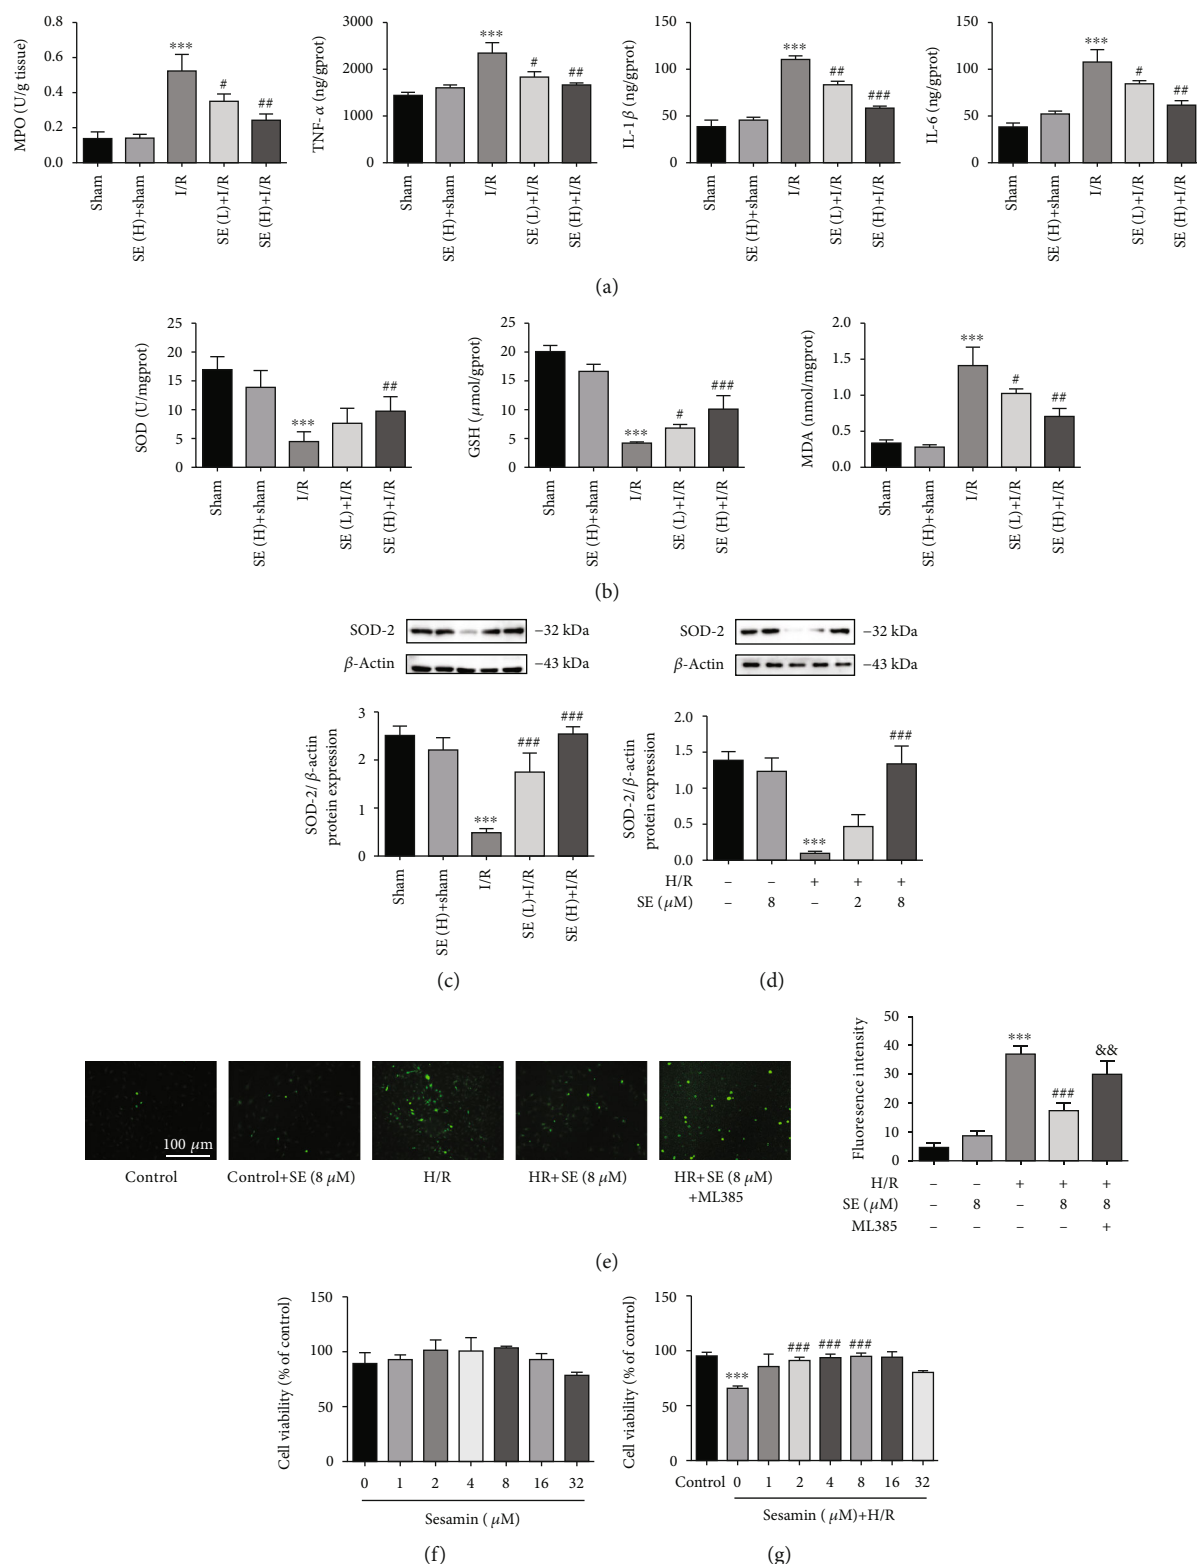 MPO (U/g tissue)
0.8
0.6
0.4
0.2
0.0
***
#
##
Sham
SE (H)+sham
I/R
SE (L)+I/R
SE (H)+I/R
TNF-α (ng/gprot)
3000
2000
1000
0
***
#
##
Sham
SE (H)+sham
I/R
SE (L)+I/R
SE (H)+I/R
IL-1β (ng/gprot)
150
100
50
0
***
##
###
Sham
SE (H)+sham
I/R
SE (L)+I/R
SE (H)+I/R
IL-6 (ng/gprot)
150
100
50
0
***
#
##
Sham
SE (H)+sham
I/R
SE (L)+I/R
SE (H)+I/R
(a)
SOD (U/mgprot)
25
20
15
10
5
0
***
##
Sham
SE (H)+sham
I/R
SE (L)+I/R
SE (H)+I/R
GSH (μmol/gprot)
25
20
15
10
5
0
***
#
###
Sham
SE (H)+sham
I/R
SE (L)+I/R
SE (H)+I/R
MDA (nmol/mgprot)
2.0
1.5
1.0
0.5
0.0
***
#
##
Sham
SE (H)+sham
I/R
SE (L)+I/R
SE (H)+I/R
(b)
SOD-2 –32 kDa
β-Actin –43 kDa
SOD-2/β-actin
protein expression
3
2
1
0
***
###
###
Sham
SE (H)+sham
I/R
SE (L)+I/R
SE (H)+I/R
(c)
SOD-2 –32 kDa
β-Actin –43 kDa
SOD-2/β-actin
protein expression
2.0
1.5
1.0
0.5
0.0
***
###
H/R – – + + +
SE (μM) – 8 – 2 8
(d)
100 μm
Control
Control+SE (8 μM)
H/R
HR+SE (8 μM)
HR+SE (8 μM)
+ML385
Fluoresence intensity
50
40
30
20
10
0
***
###
&&
H/R – – + + +
SE (μM) – 8 – 8 8
ML385 – – – – +
(e)
Cell viability (% of control)
150
100
50
0
0 1 2 4 8 16 32
Sesamin ( μM)
(f)
Cell viability (% of control)
150
100
50
0
***
### ### ###
Control 0 1 2 4 8 16 32
Sesamin (μM)+H/R
(g)